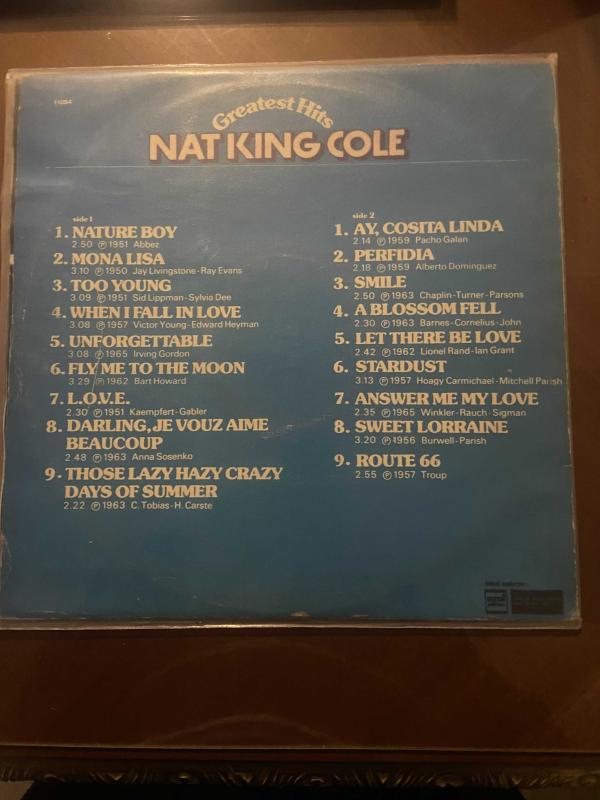 11054
Greatest Hits
NAT KING COLE
side 1
1. NATURE BOY
2.50 ℗ 1951 Abbez
2. MONA LISA
3.10 ℗ 1950 Jay Livingstone-Ray Evans
3. TOO YOUNG
3.09 ℗ 1951 Sid Lippman-Sylvia Dee
4. WHEN I FALL IN LOVE
3.08 ℗ 1957 Victor Young-Edward Heyman
5. UNFORGETTABLE
3.08 ℗ 1965 Irving Gordon
6. FLY ME TO THE MOON
3.29 ℗ 1962 Bart Howard
7. L.O.V.E.
2.30 ℗ 1951 Kaempfert-Gabler
8. DARLING, JE VOUZ AIME
BEAUCOUP
2.48 ℗ 1963 Anna Sosenko
9. THOSE LAZY HAZY CRAZY
DAYS OF SUMMER
2.22 ℗ 1963 C. Tobias-H. Carste
side 2
1. AY, COSITA LINDA
2.14 ℗ 1959 Pacho Galan
2. PERFIDIA
2.18 ℗ 1959 Alberto Dominguez
3. SMILE
2.50 ℗ 1963 Chaplin-Turner-Parsons
4. A BLOSSOM FELL
2.30 ℗ 1963 Barnes-Cornelius-John
5. LET THERE BE LOVE
2.42 ℗ 1962 Lionel Rand-Ian Grant
6. STARDUST
3.13 ℗ 1957 Hoagy Carmichael-Mitchell Parish
7. ANSWER ME MY LOVE
2.35 ℗ 1965 Winkler-Rauch-Sigman
8. SWEET LORRAINE
3.20 ℗ 1956 Burwell-Parish
9. ROUTE 66
2.55 ℗ 1957 Troup